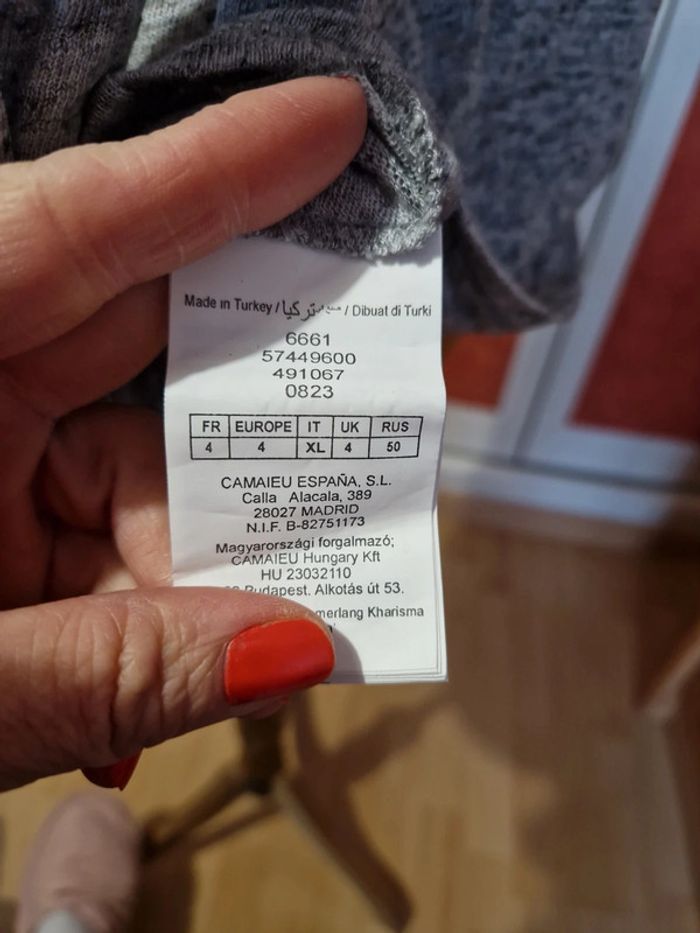 Made in Turkey / صنع في تركيا / Dibuat di Turki
6661
57449600
491067
0823
FR EUROPE IT UK RUS
4 4 XL 4 50
CAMAIEU ESPAÑA, S.L.
Calla Alacala, 389
28027 MADRID
N.I.F. B-82751173
Magyarországi forgalmazó;
CAMAIEU Hungary Kft
HU 23032110
Budapest. Alkotás út 53.
merlang Kharisma